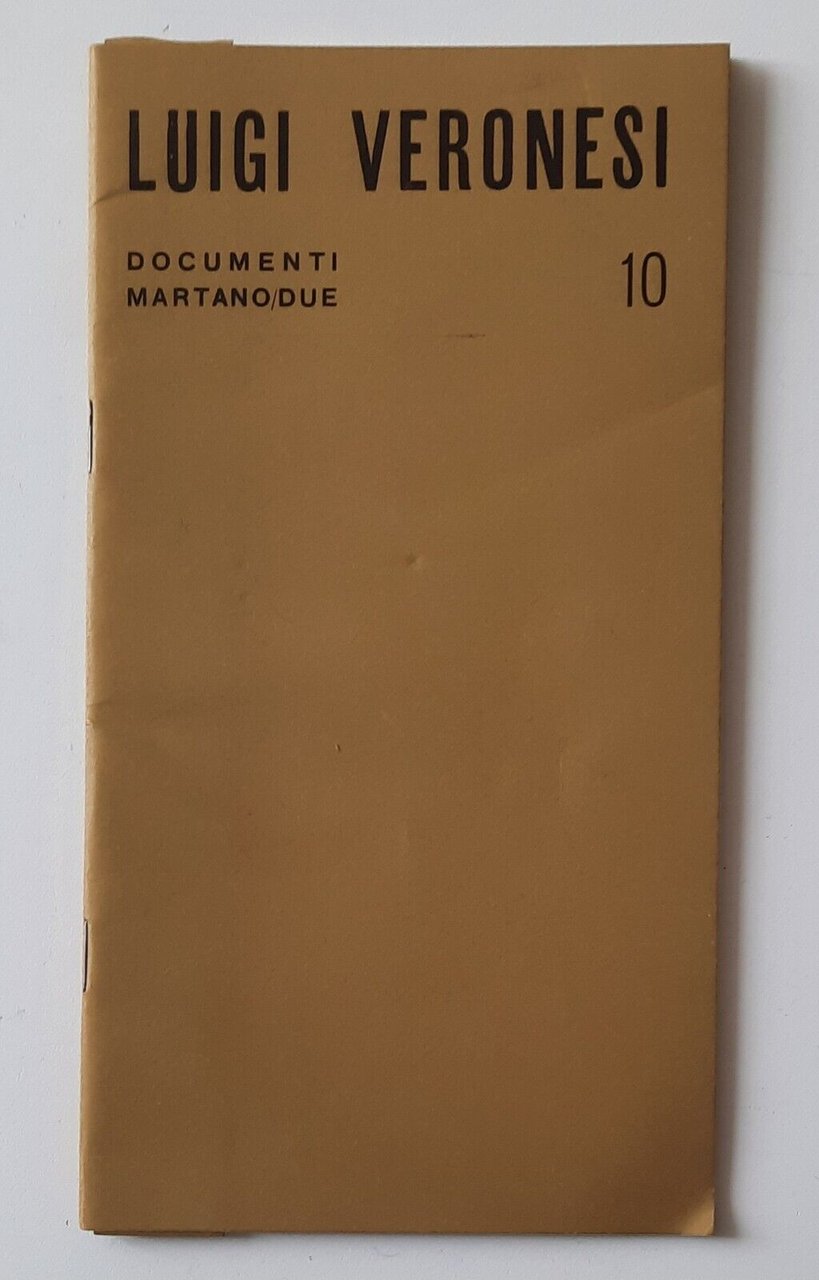 LUIGI VERONESI
DOCUMENTI
MARTANO/DUE
10